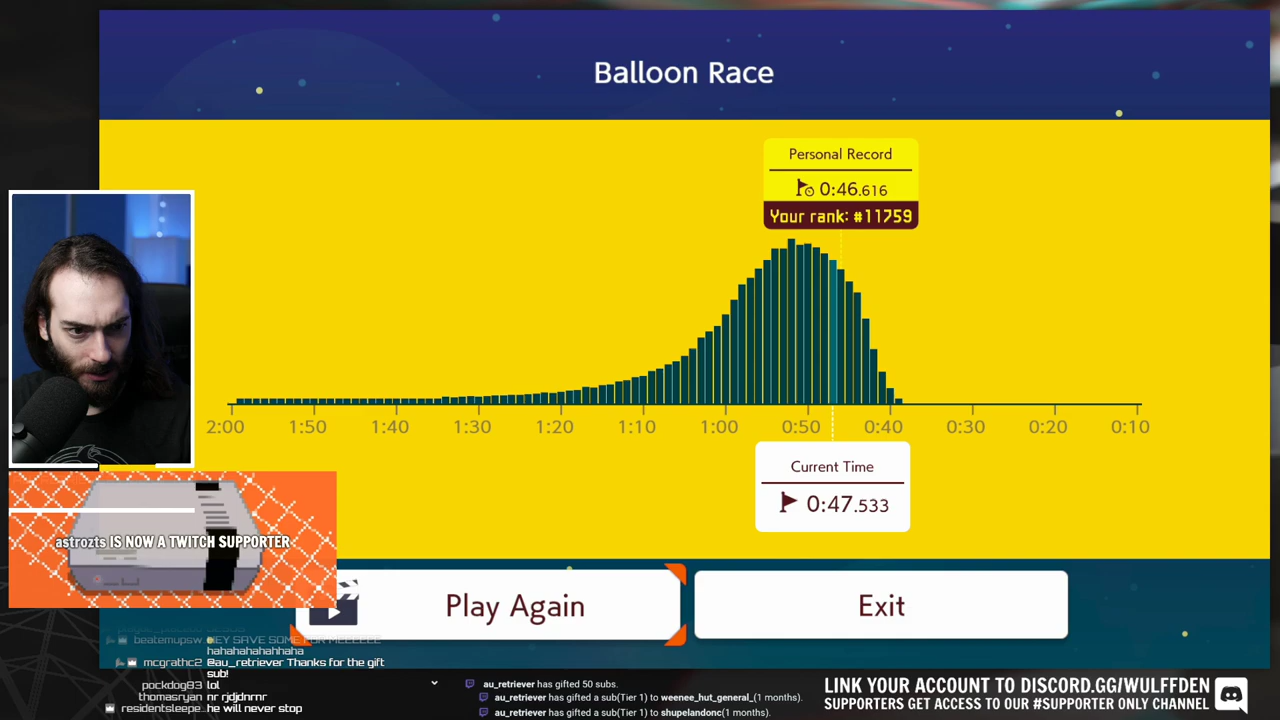 Balloon Race
Personal Record
0:46.616
Your rank: #11759
2:00 1:50 1:40 1:30 1:20 1:10 1:00 0:50 0:40 0:30 0:20 0:10
Current Time
0:47.533
astrozts IS NOW A TWITCH SUPPORTER
Play Again
Exit
beatemupsw.. HEY SAVE SOME FOR MEEEEEE
hahahahahahhaha
mcgrathc2 @au_retriever Thanks for the gift
sub!
pockdog83 lol
thomasryan nr rjdjdnrnr
residentsleepe.. he will never stop
au_retriever has gifted 50 subs.
au_retriever has gifted a sub(Tier 1) to weenee_hut_general_(1 months).
au_retriever has gifted a sub(Tier 1) to shupelandonc(1 months).
LINK YOUR ACCOUNT TO DISCORD.GG/WULFFDEN
SUPPORTERS GET ACCESS TO OUR #SUPPORTER ONLY CHANNEL